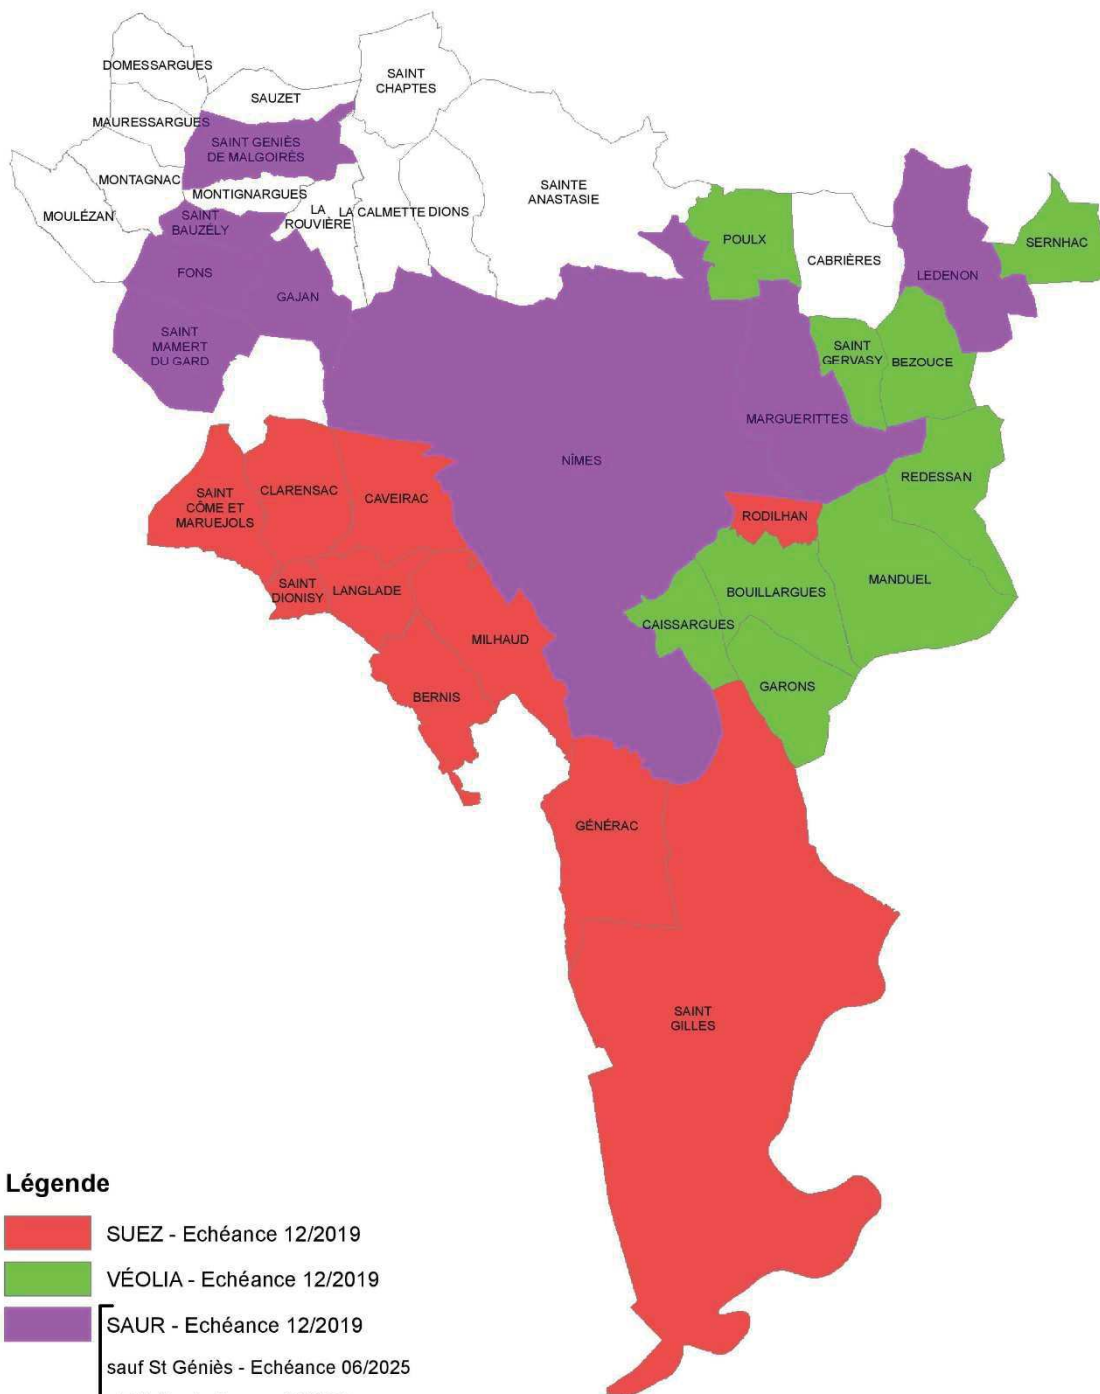 DOMESSARGUES
SAINT
CHAPTES
SAUZET
MAURESSARGUES
SAINT GENIÈS
DE MALGOIRÈS
MONTAGNAC
MONTIGNARGUES
MOULÉZAN
SAINT
BAUZÉLY
LA
ROUVIÈRE
LA CALMETTE
DIONS
SAINTE
ANASTASIE
POULX
CABRIÈRES
LEDENON
SERNHAC
FONS
GAJAN
SAINT
MAMERT
DU GARD
SAINT
GERVASY
BEZOUCE
MARGUERITTES
NÎMES
REDESSAN
SAINT
CÔME ET
MARUEJOLS
CLARENSAC
CAVEIRAC
RODILHAN
SAINT
DIONISY
LANGLADE
BOUILLARGUES
MANDUEL
CAISSARGUES
MILHAUD
BERNIS
GARONS
GÉNÉRAC
SAINT
GILLES
Légende
SUEZ - Echéance 12/2019
VÉOLIA - Echéance 12/2019
SAUR - Echéance 12/2019
sauf St Géniès - Echéance 06/2025